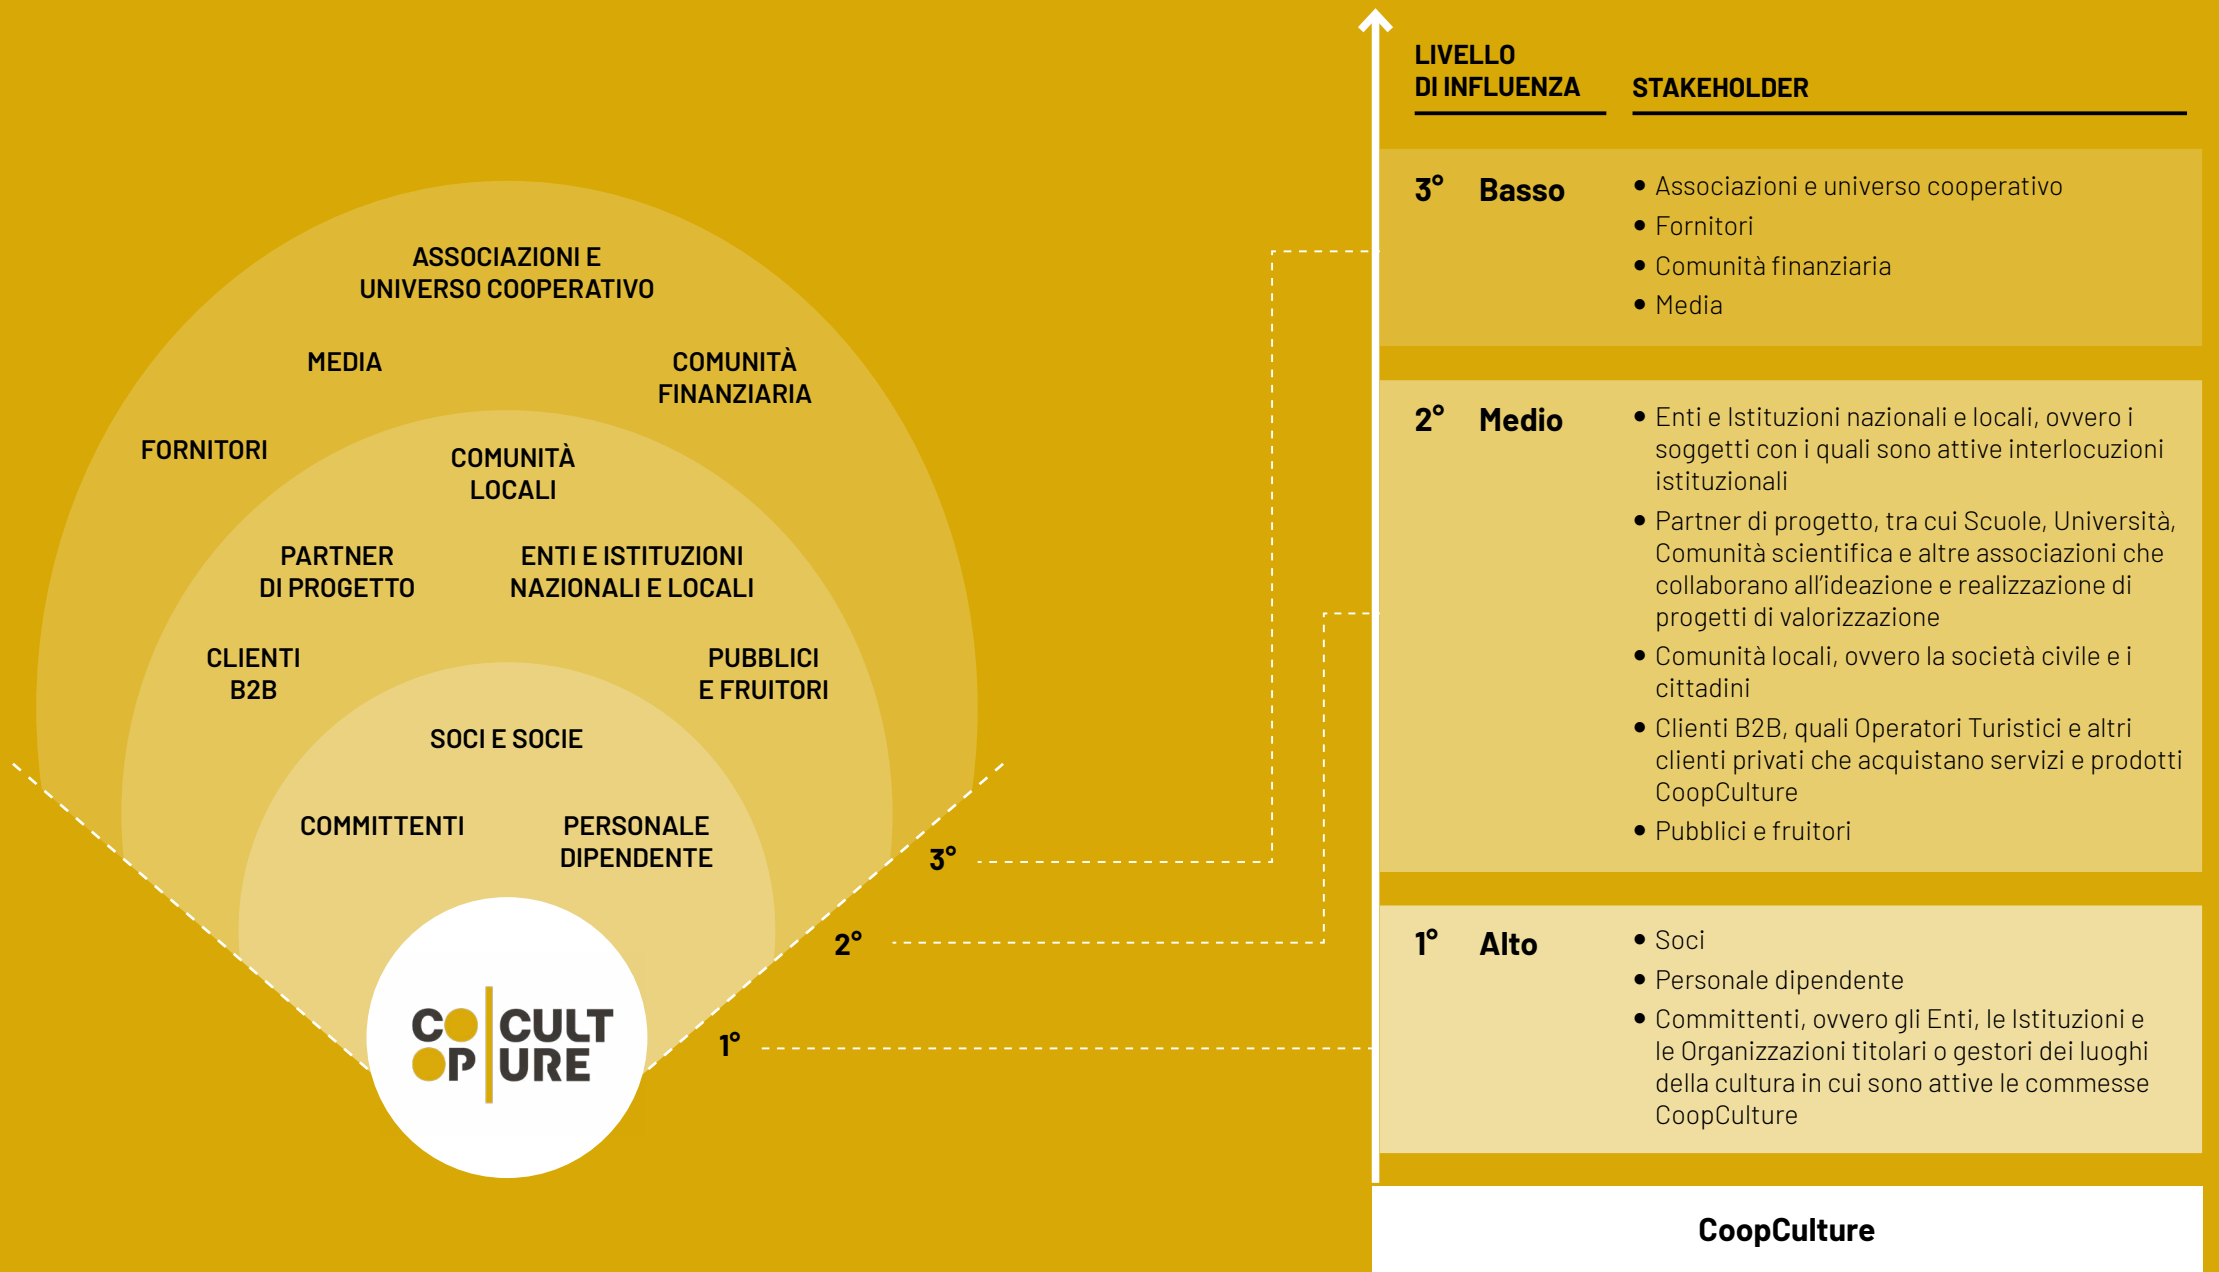 ASSOCIAZIONI E
UNIVERSO COOPERATIVO
MEDIA
COMUNITÀ
FINANZIARIA
FORNITORI
COMUNITÀ
LOCALI
PARTNER
DI PROGETTO
ENTI E ISTITUZIONI
NAZIONALI E LOCALI
CLIENTI
B2B
PUBBLICI
E FRUITORI
SOCI E SOCIE
COMMITTENTI
PERSONALE
DIPENDENTE
3°
2°
1°
CO CULT
OP URE
LIVELLO
DI INFLUENZA
STAKEHOLDER
3° Basso
• Associazioni e universo cooperativo
• Fornitori
• Comunità finanziaria
• Media
2° Medio
• Enti e Istituzioni nazionali e locali, ovvero i
soggetti con i quali sono attive interlocuzioni
istituzionali
• Partner di progetto, tra cui Scuole, Università,
Comunità scientifica e altre associazioni che
collaborano all'ideazione e realizzazione di
progetti di valorizzazione
• Comunità locali, ovvero la società civile e i
cittadini
• Clienti B2B, quali Operatori Turistici e altri
clienti privati che acquistano servizi e prodotti
CoopCulture
• Pubblici e fruitori
1° Alto
• Soci
• Personale dipendente
• Committenti, ovvero gli Enti, le Istituzioni e
le Organizzazioni titolari o gestori dei luoghi
della cultura in cui sono attive le commesse
CoopCulture
CoopCulture